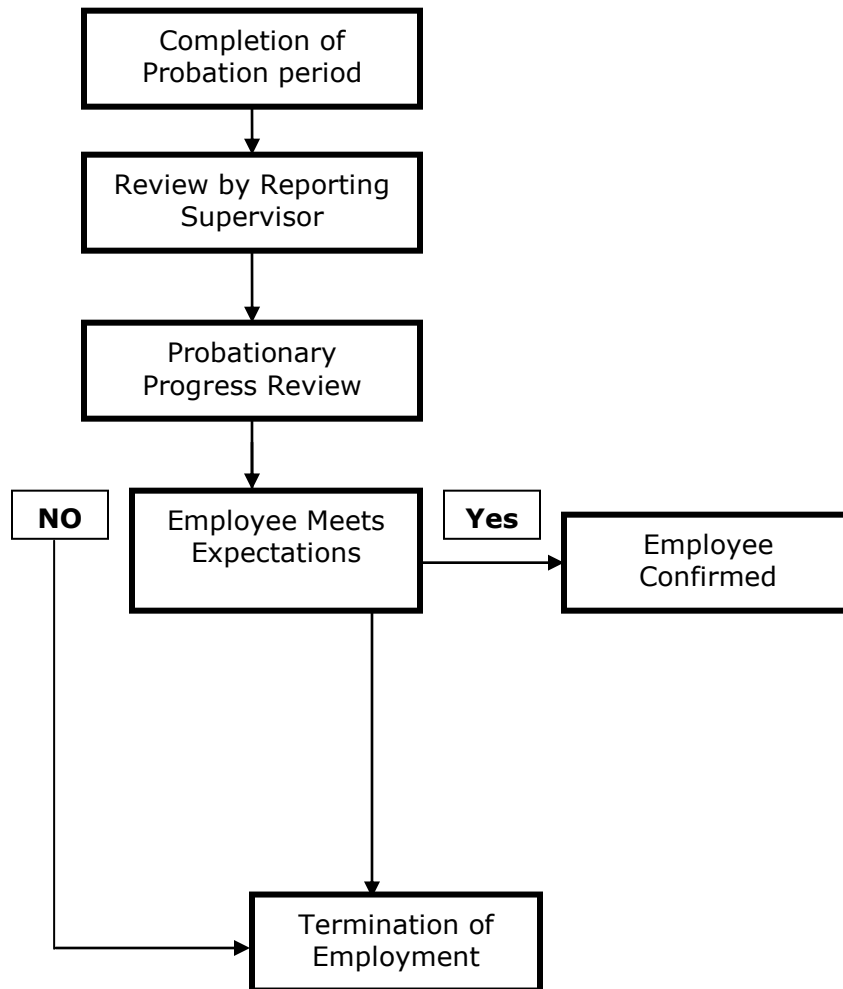 Completion of
Probation period
Review by Reporting
Supervisor
Probationary
Progress Review
NO
Employee Meets
Expectations
Yes
Employee
Confirmed
Termination of
Employment